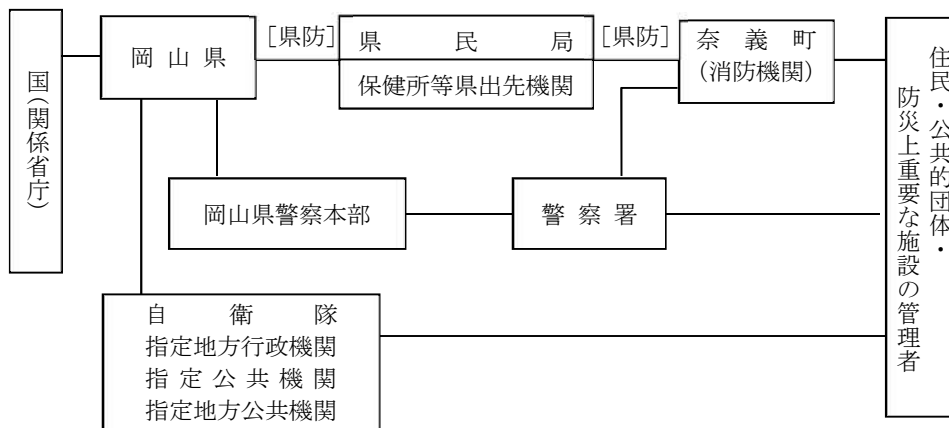 国(関係省庁)
岡山県
[県防]
県民局
保健所等県出先機関
[県防]
奈義町
(消防機関)
岡山県警察本部
警察署
自衛隊
指定地方行政機関
指定公共機関
指定地方公共機関
住民・公共的団体・
防災上重要な施設の管理者